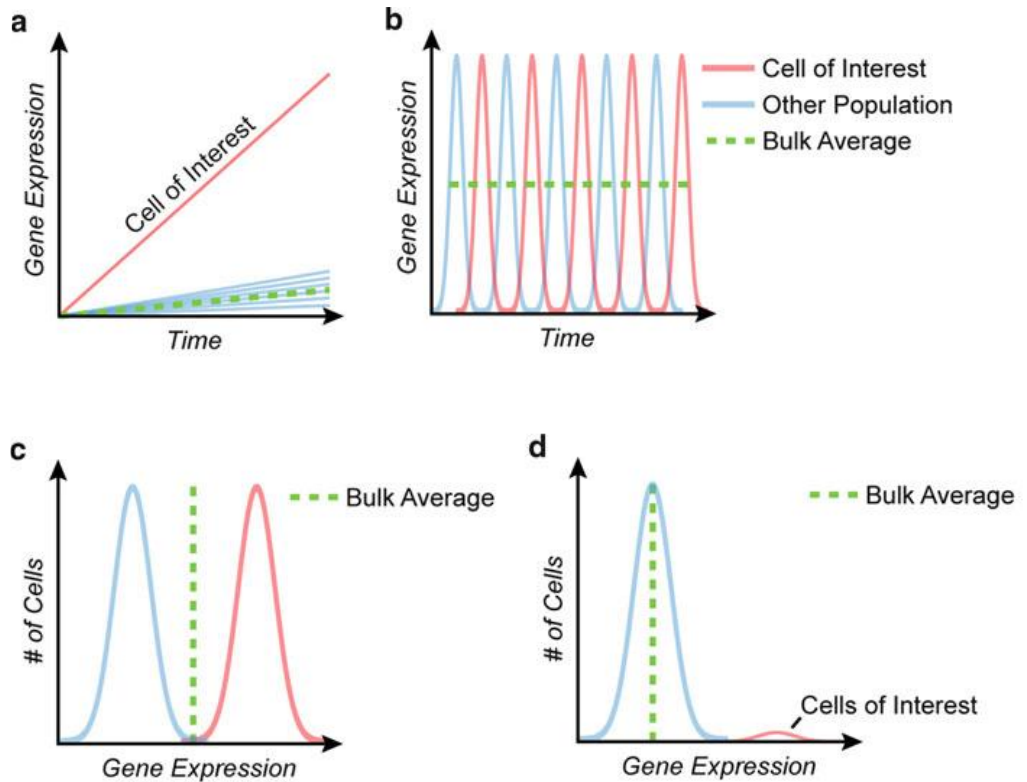 a
Gene Expression
Cell of Interest
Time
b
Gene Expression
Time
Cell of Interest
Other Population
Bulk Average
c
# of Cells
Bulk Average
Gene Expression
d
# of Cells
Bulk Average
Cells of Interest
Gene Expression